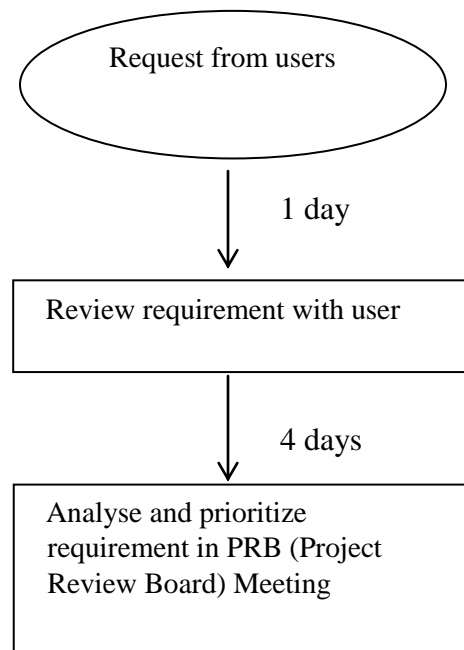 Request from users
1 day
Review requirement with user
4 days
Analyse and prioritize
requirement in PRB (Project
Review Board) Meeting